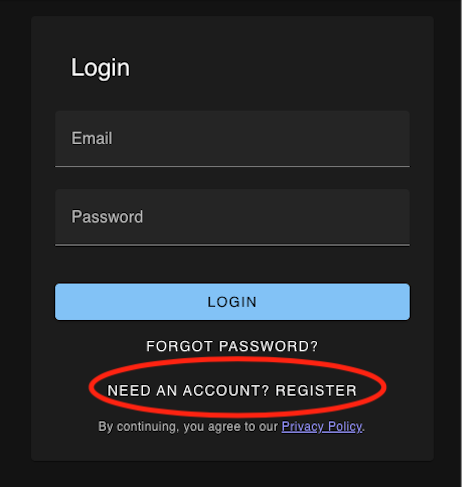 Login
Email
Password
LOGIN
FORGOT PASSWORD?
NEED AN ACCOUNT? REGISTER
By continuing, you agree to our Privacy Policy.